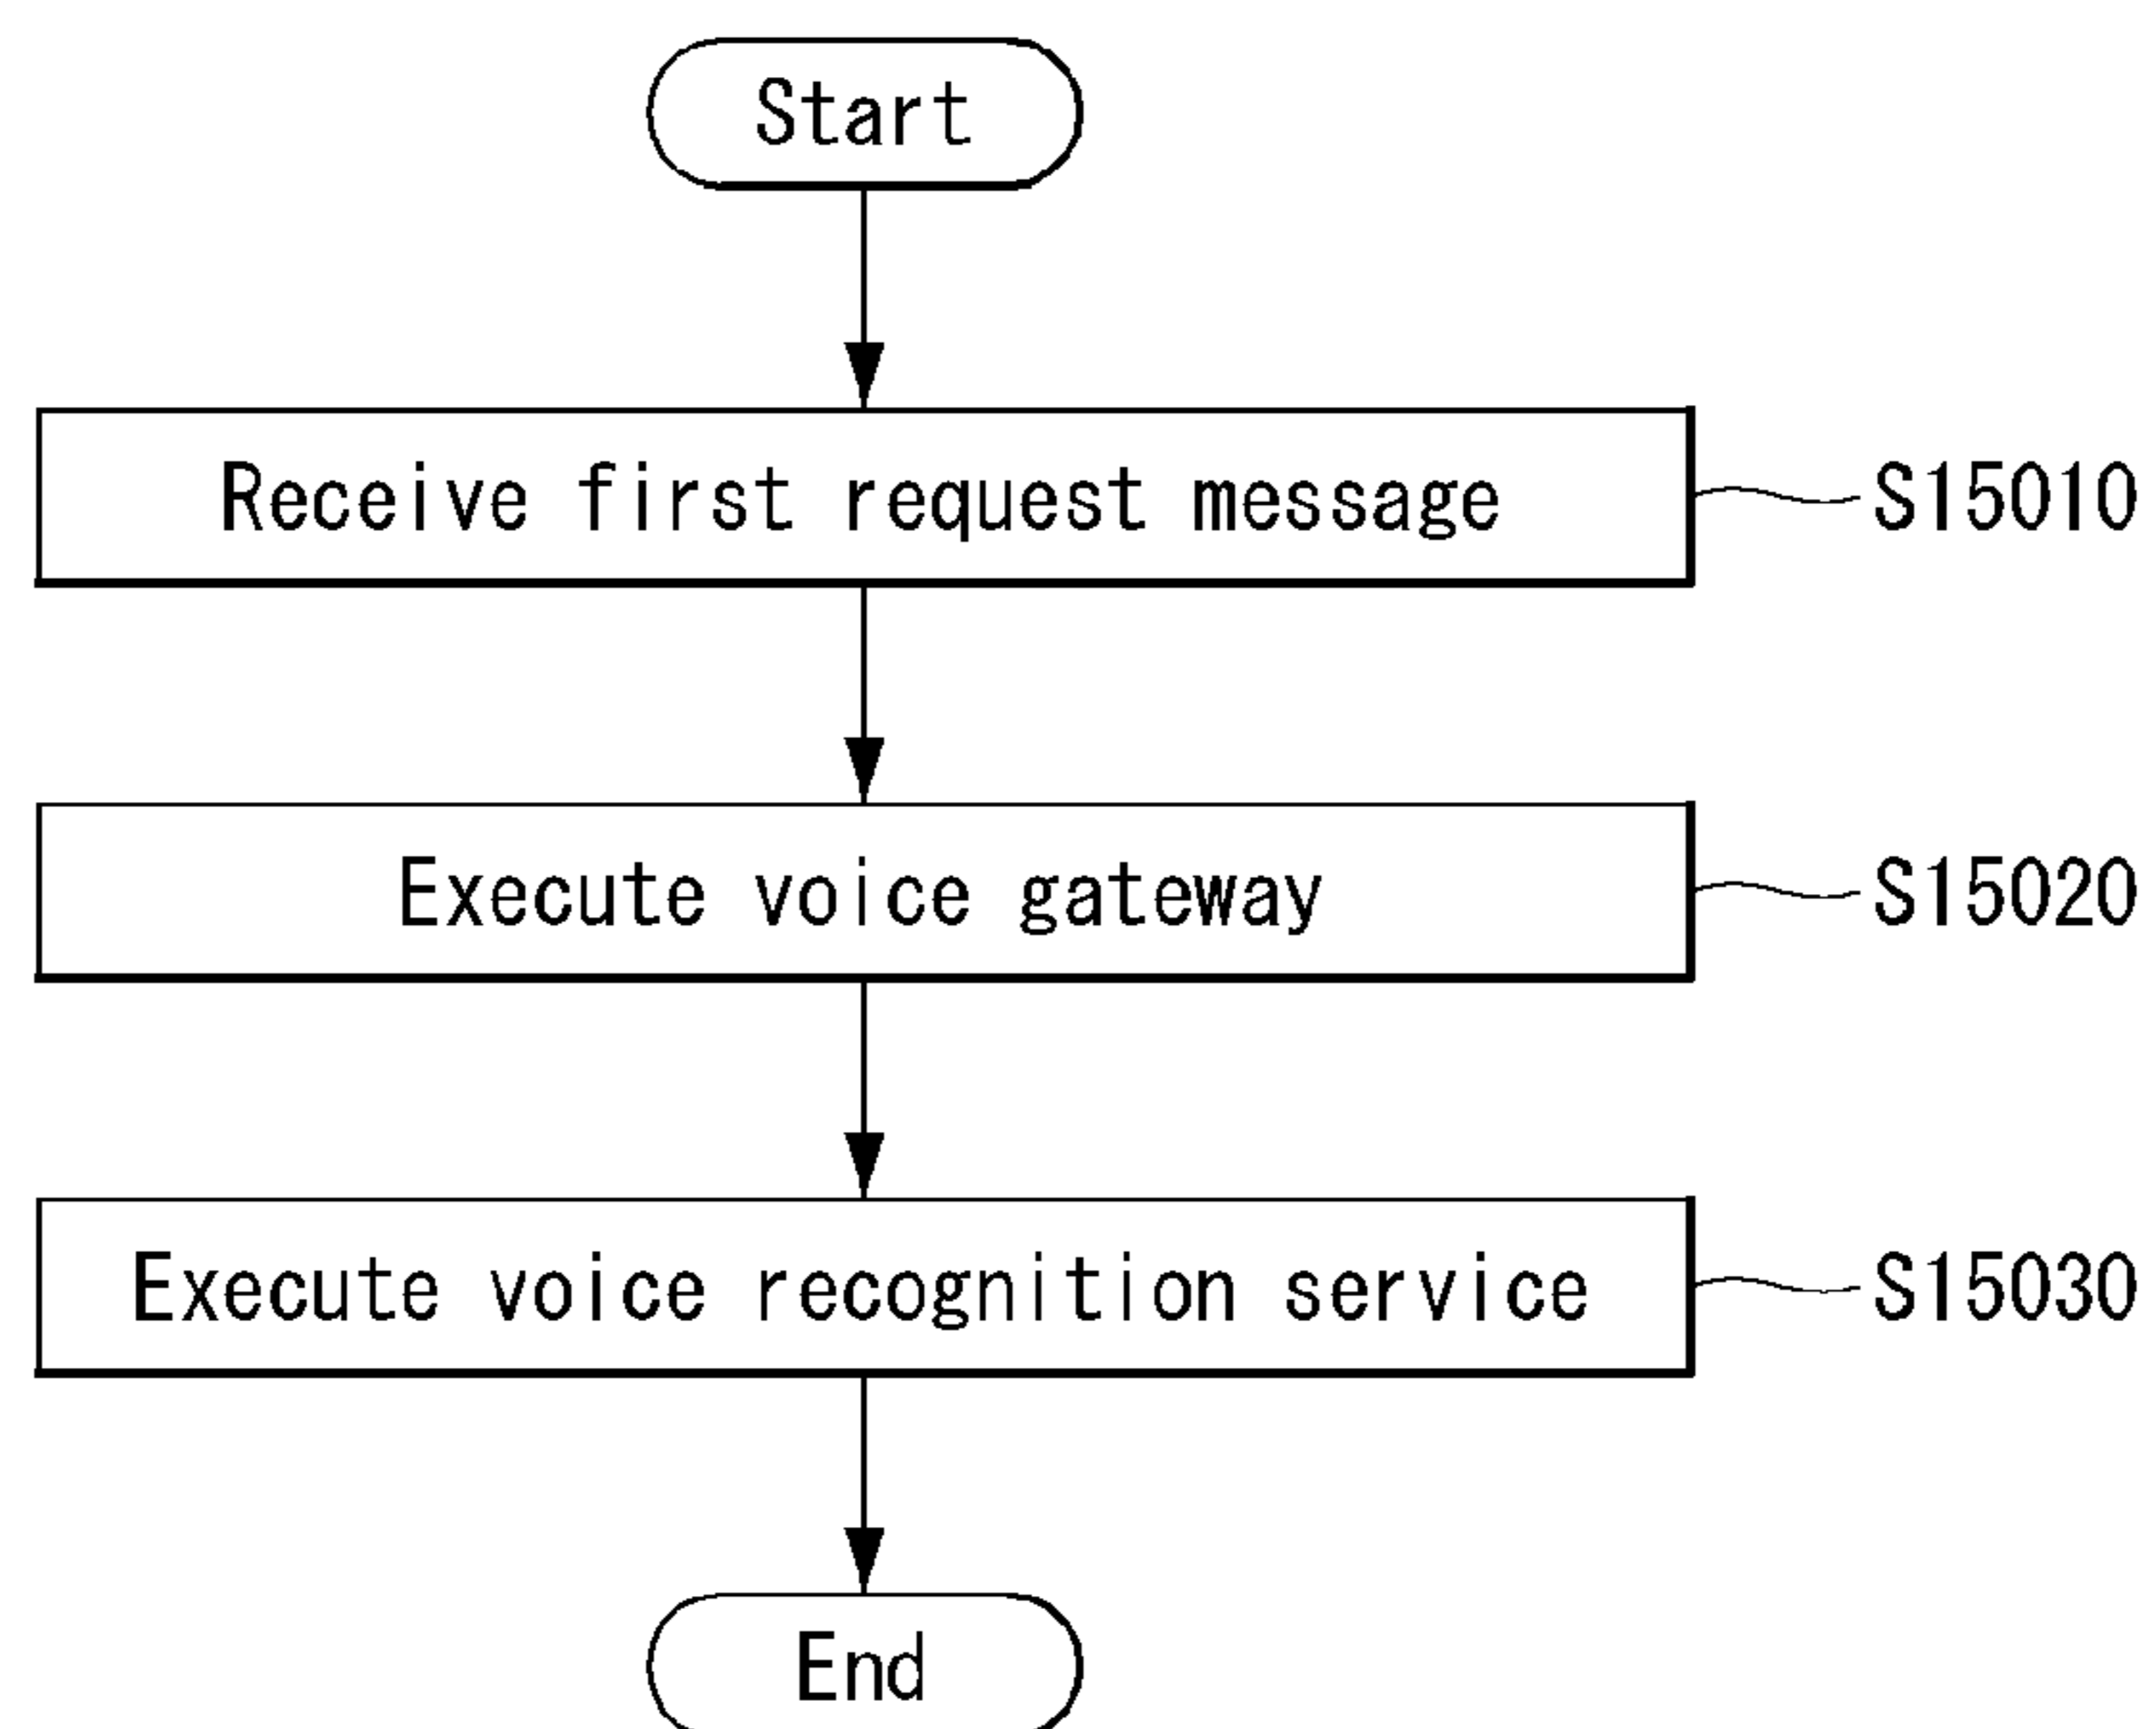 Start
Receive first request message
S15010
Execute voice gateway
S15020
Execute voice recognition service
S15030
End